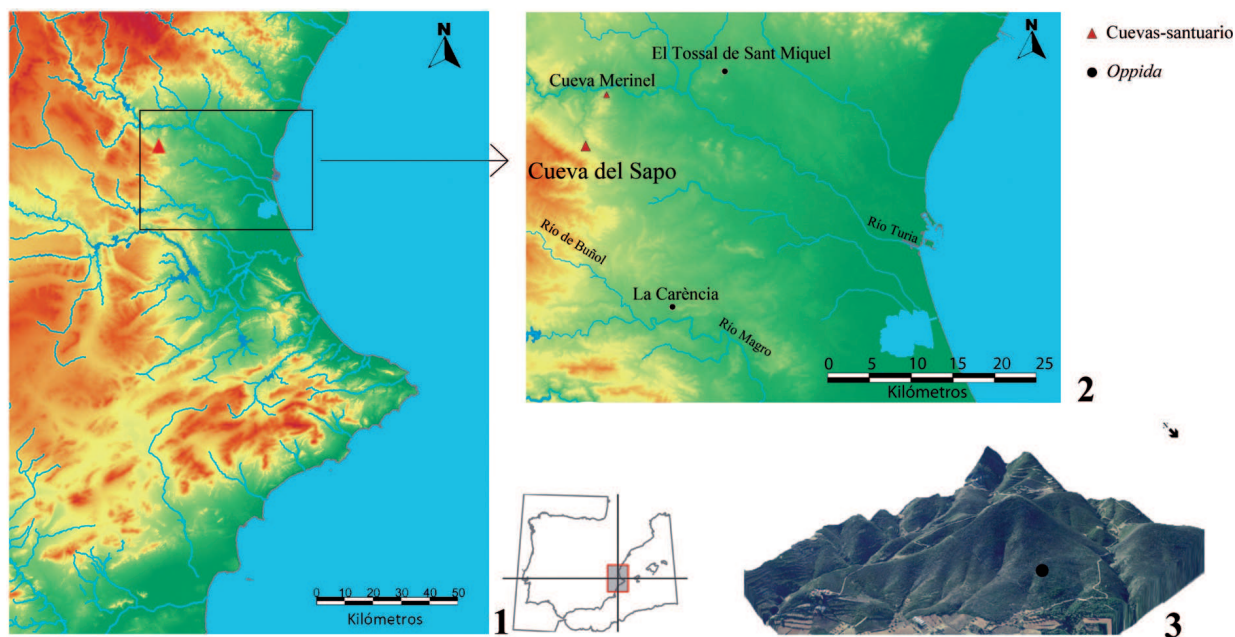 N
0 10 20 30 40 50
Kilómetros
1
N
El Tossal de Sant Miquel
Cueva Merinel
Cueva del Sapo
Río Turia
Río de Buñol
La Carència
Río Magro
0 5 10 15 20 25
Kilómetros
2
Cuevas-santuario
Oppida
N
3